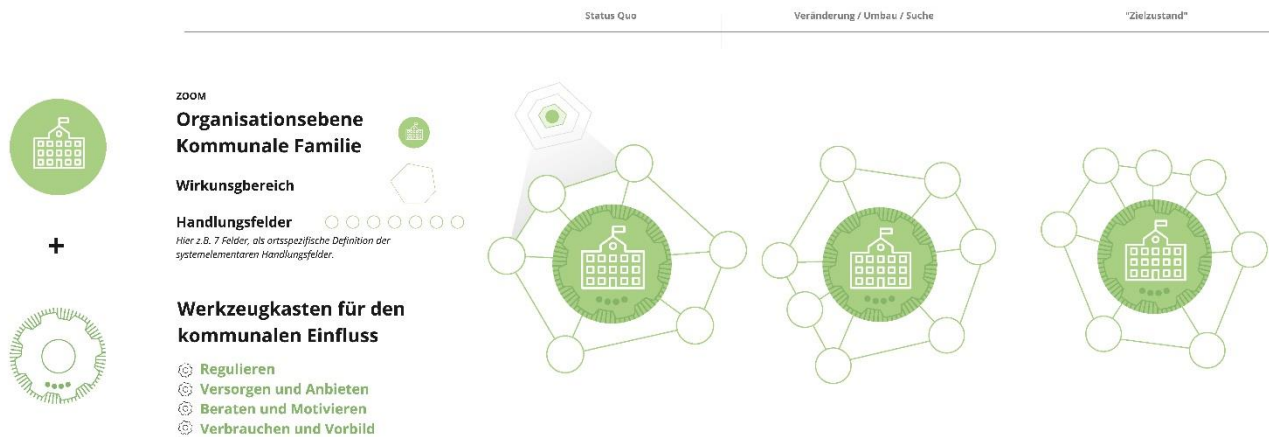 Status Quo
Veränderung / Umbau / Suche
"Zielzustand"
ZOOM
Organisationsebene
Kommunale Familie
Wirkunsgbereich
Handlungsfelder
Hier z.B. 7 Felder, als ortsspezifische Definition der
systemelementaren Handlungsfelder.
+
Werkzeugkasten für den
kommunalen Einfluss
Regulieren
Versorgen und Anbieten
Beraten und Motivieren
Verbrauchen und Vorbild